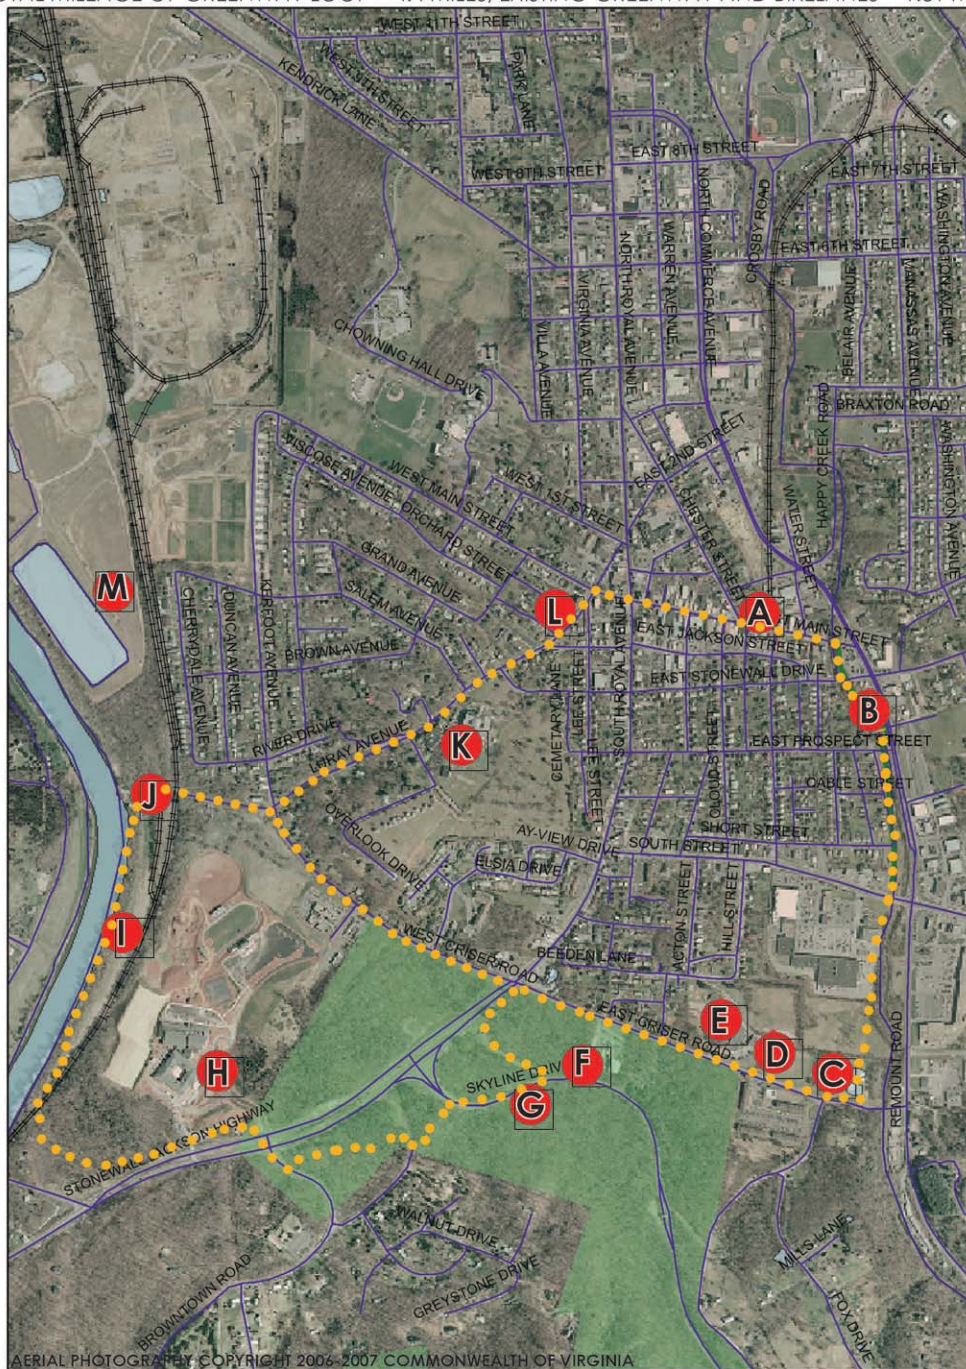 WEST 11TH STREET
WEST 9TH STREET
KENDRICK LANE
PARK LANE
WEST 8TH STREET
EAST 8TH STREET
EAST 7TH STREET
EAST 6TH STREET
CROSBY ROAD
NORTH COMMERCE AVENUE
WARREN AVENUE
NORTH ROYAL AVENUE
VIRGINIA AVENUE
VILLA AVENUE
BELAIR AVENUE
MANASSAS AVENUE
WASHINGTON AVENUE
CHOWNING HALL DRIVE
BRAXTON ROAD
HAPPY CREEK ROAD
WASHINGTON AVENUE
EAST 2ND STREET
CHESTER STREET
WATER STREET
VISCOSE AVENUE
WEST MAIN STREET
WEST 1ST STREET
ORCHARD STREET
GRAND AVENUE
SALEM AVENUE
BROWN AVENUE
CHERRYDALE AVENUE
DUNCAN AVENUE
KERFOOT AVENUE
RIVER DRIVE
LURAY AVENUE
M
L
A
ST MAIN STREET
EAST JACKSON STREET
EAST STONEWALL DRIVE
B
EAST PROSPECT STREET
CEMETARY LANE
LEE STREET
LEE STREET
SOUTH ROYAL AVENUE
CLOUD STREET
K
J
CABLE STREET
SHORT STREET
SOUTH STREET
AY-VIEW DRIVE
OVERLOOK DRIVE
ELSIA DRIVE
ACTON STREET
HILL STREET
I
WEST CRISER ROAD
BEEDEN LANE
EAST CRISER ROAD
E
D
C
REMOUNT ROAD
H
SKYLINE DRIV
F
G
STONEWALL JACKSON HIGHWAY
WALNUT DRIVE
GREYSTONE DRIVE
BROWNTOWN ROAD
MILLS LANE
FOX DRIVE
AERIAL PHOTOGRAPHY COPYRIGHT 2006-2007 COMMONWEALTH OF VIRGINIA